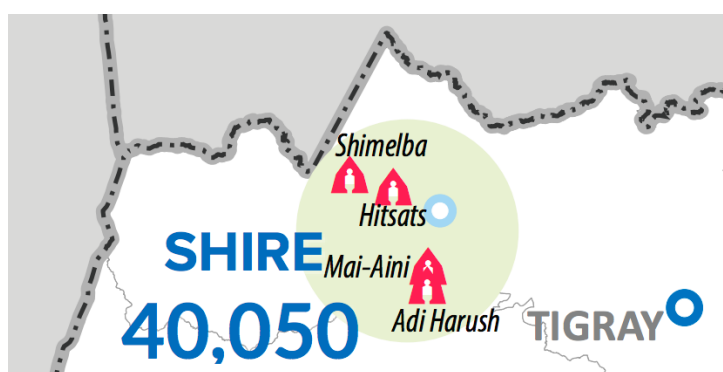 Shimelba
Hitsats
SHIRE
Mai-Aini
40,050
Adi Harush
TIGRAY